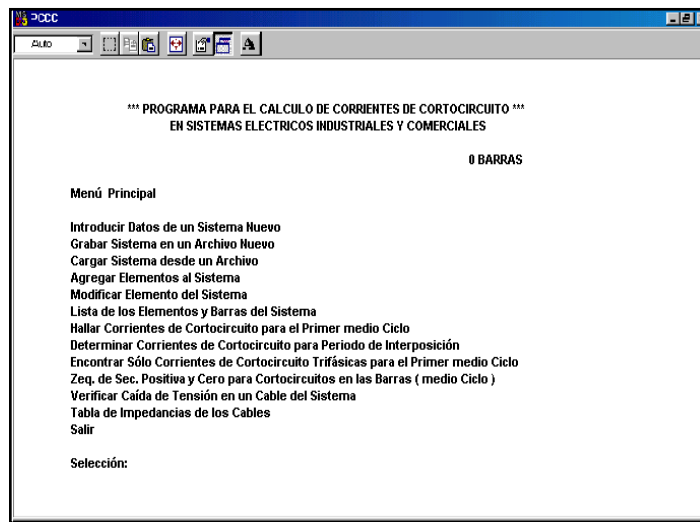 PCCC
Auto
A
*** PROGRAMA PARA EL CALCULO DE CORRIENTES DE CORTOCIRCUITO ***
EN SISTEMAS ELECTRICOS INDUSTRIALES Y COMERCIALES
0 BARRAS
Menú Principal
Introducir Datos de un Sistema Nuevo
Grabar Sistema en un Archivo Nuevo
Cargar Sistema desde un Archivo
Agregar Elementos al Sistema
Modificar Elemento del Sistema
Lista de los Elementos y Barras del Sistema
Hallar Corrientes de Cortocircuito para el Primer medio Ciclo
Determinar Corrientes de Cortocircuito para Periodo de Interposición
Encontrar Sólo Corrientes de Cortocircuito Trifásicas para el Primer medio Ciclo
Zeq. de Sec. Positiva y Cero para Cortocircuitos en las Barras ( medio Ciclo )
Verificar Caída de Tensión en un Cable del Sistema
Tabla de Impedancias de los Cables
Salir
Selección: